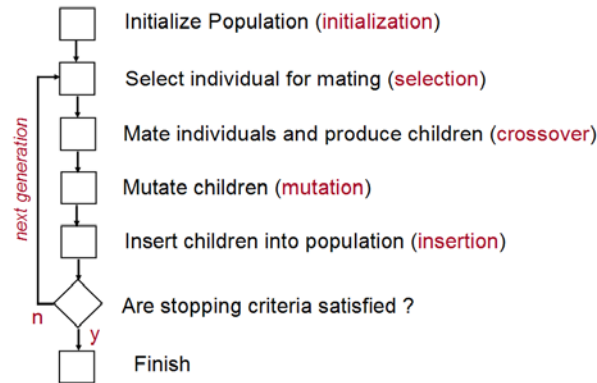 Initialize Population (initialization)
Select individual for mating (selection)
Mate individuals and produce children (crossover)
next generation
Mutate children (mutation)
Insert children into population (insertion)
Are stopping criteria satisfied ?
n
y
Finish